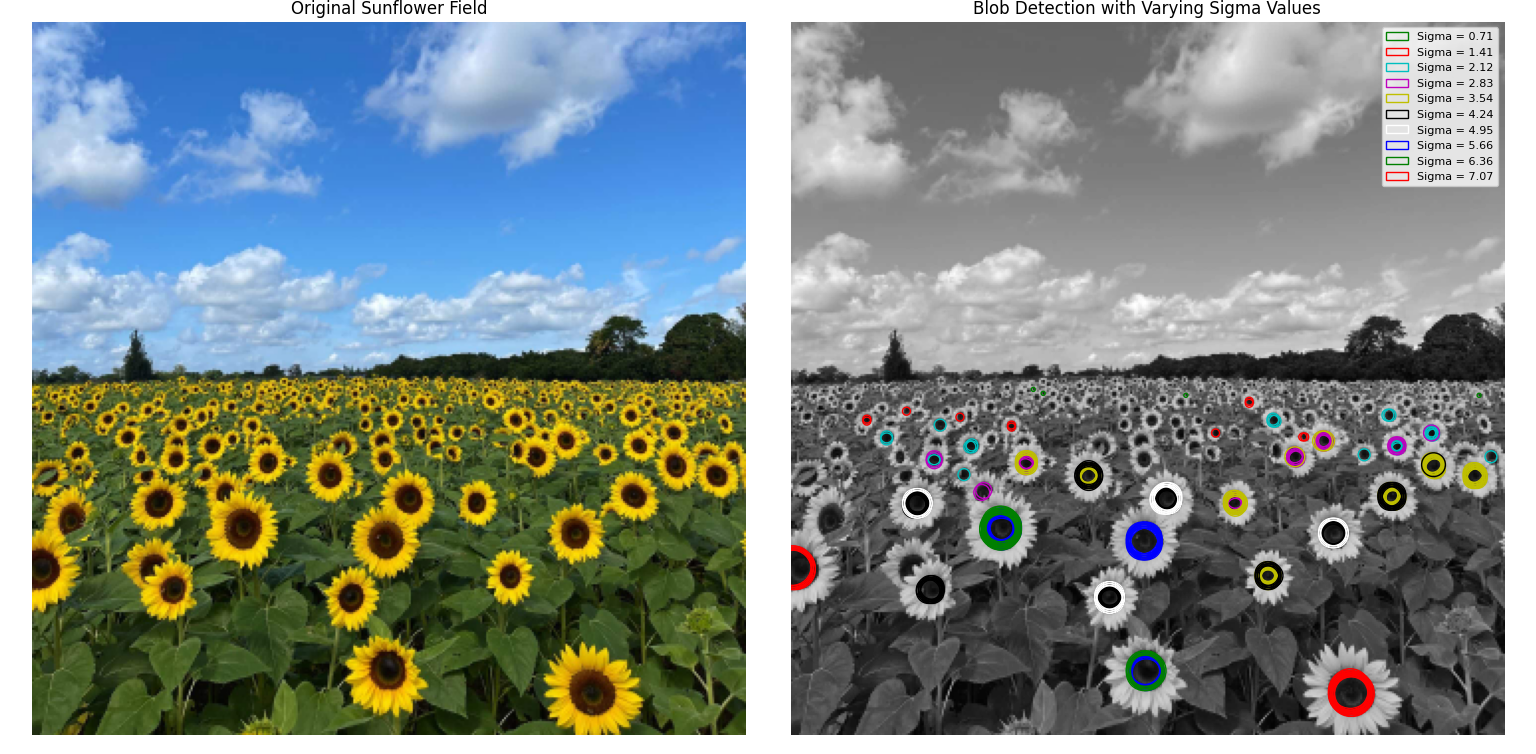 Original Sunflower Field
Blob Detection with Varying Sigma Values
Sigma = 0.71
Sigma = 1.41
Sigma = 2.12
Sigma = 2.83
Sigma = 3.54
Sigma = 4.24
Sigma = 4.95
Sigma = 5.66
Sigma = 6.36
Sigma = 7.07